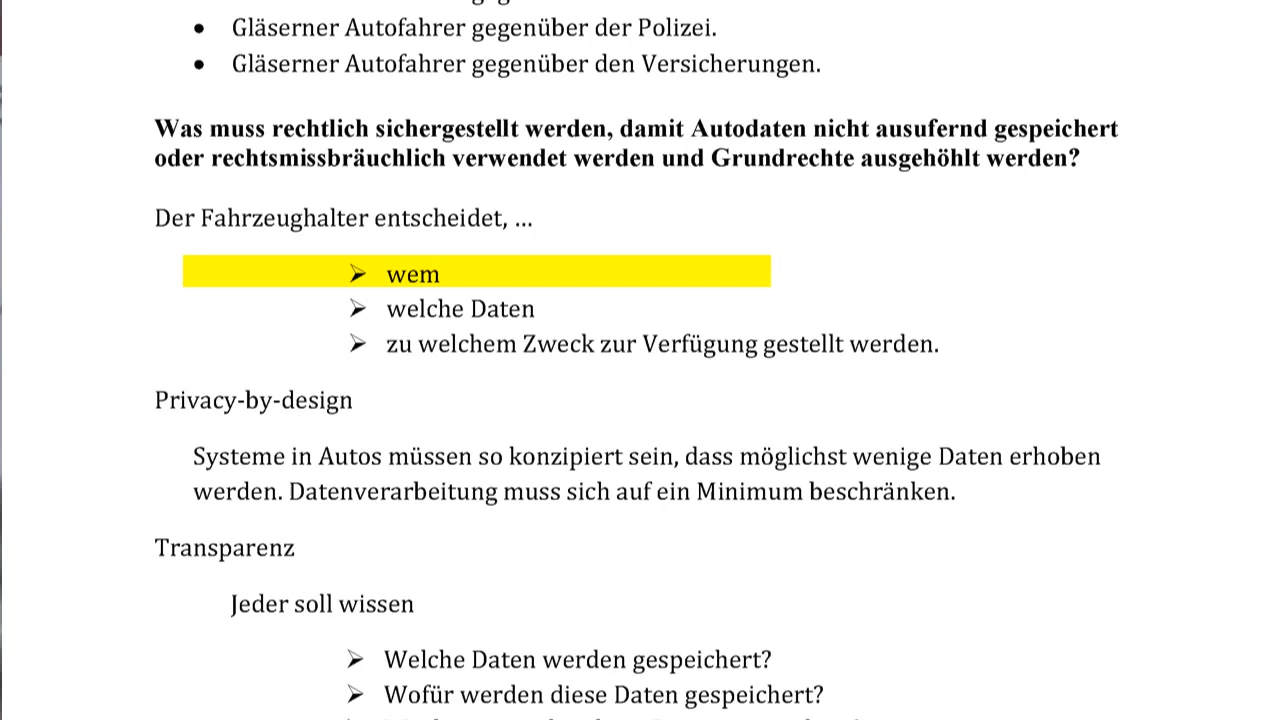 • Gläserner Autofahrer gegenüber der Polizei.
• Gläserner Autofahrer gegenüber den Versicherungen.
Was muss rechtlich sichergestellt werden, damit Autodaten nicht ausufernd gespeichert
oder rechtsmissbräuchlich verwendet werden und Grundrechte ausgehöhlt werden?
Der Fahrzeughalter entscheidet, ...
➢ wem
➢ welche Daten
➢ zu welchem Zweck zur Verfügung gestellt werden.
Privacy-by-design
Systeme in Autos müssen so konzipiert sein, dass möglichst wenige Daten erhoben
werden. Datenverarbeitung muss sich auf ein Minimum beschränken.
Transparenz
Jeder soll wissen
➢ Welche Daten werden gespeichert?
➢ Wofür werden diese Daten gespeichert?